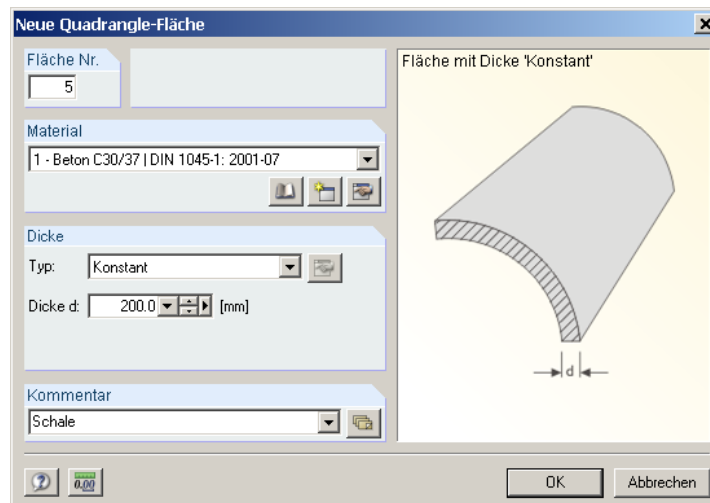 Neue Quadrangle-Fläche
Fläche Nr.
5
Material
1 - Beton C30/37 | DIN 1045-1: 2001-07
Dicke
Typ: Konstant
Dicke d: 200.0 [mm]
Kommentar
Schale
Fläche mit Dicke 'Konstant'
d
0.00
OK Abbrechen